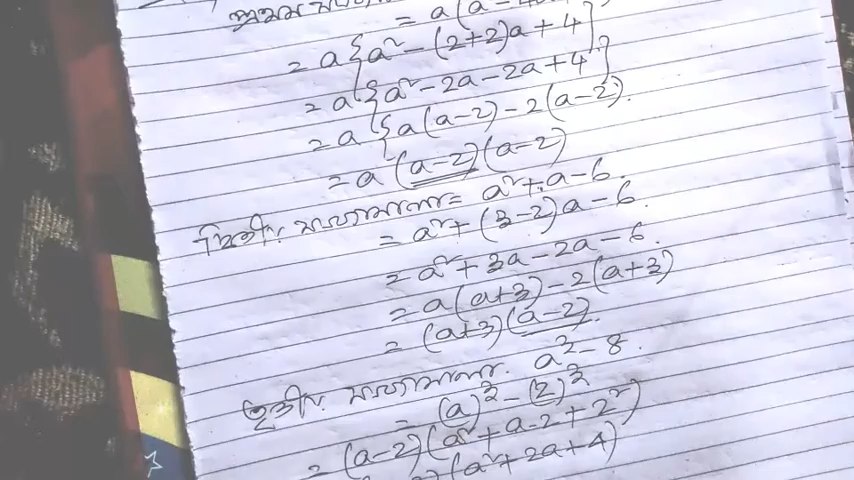 = a(a
= a{a² - (2+2)a + 4}
= a{a² - 2a - 2a + 4}
= a{a(a-2) - 2(a-2)}
= a (a-2)(a-2)
দ্বিতীয় সংখ্যামালা = a² + a - 6.
= a² + (3-2)a - 6.
= a² + 3a - 2a - 6.
= a(a+3) - 2(a+3)
= (a+3)(a-2).
তৃতীয় সংখ্যামালা. a³ - 8.
= (a)³ - (2)³
= (a-2)(a² + a·2 + 2²)
(a² + 2a + 4)